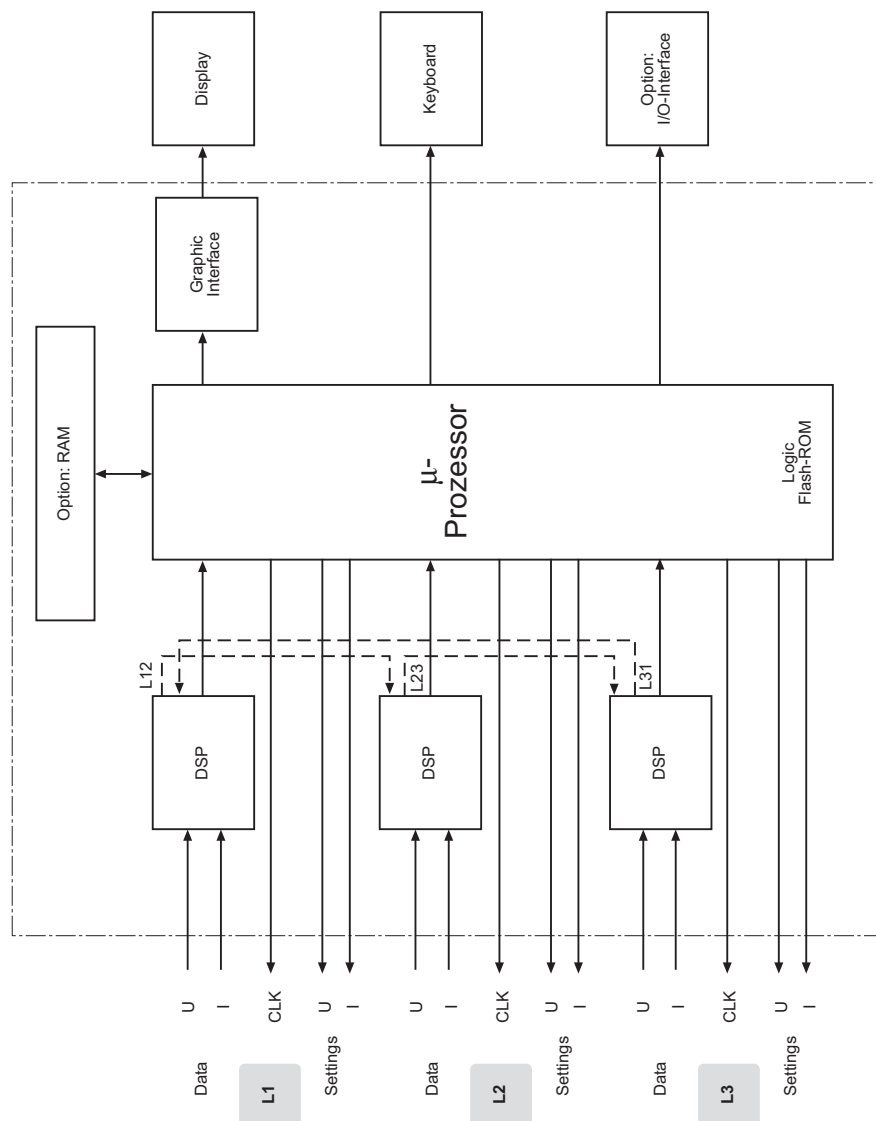 Display
Keyboard
Option:
I/O-Interface
Graphic
Interface
Option: RAM
µ-
Prozessor
Logic
Flash-ROM
L12
L23
L31
DSP
DSP
DSP
U
I
CLK
U
I
Data
L1
Settings
U
I
CLK
U
I
Data
L2
Settings
U
I
CLK
U
I
Data
L3
Settings